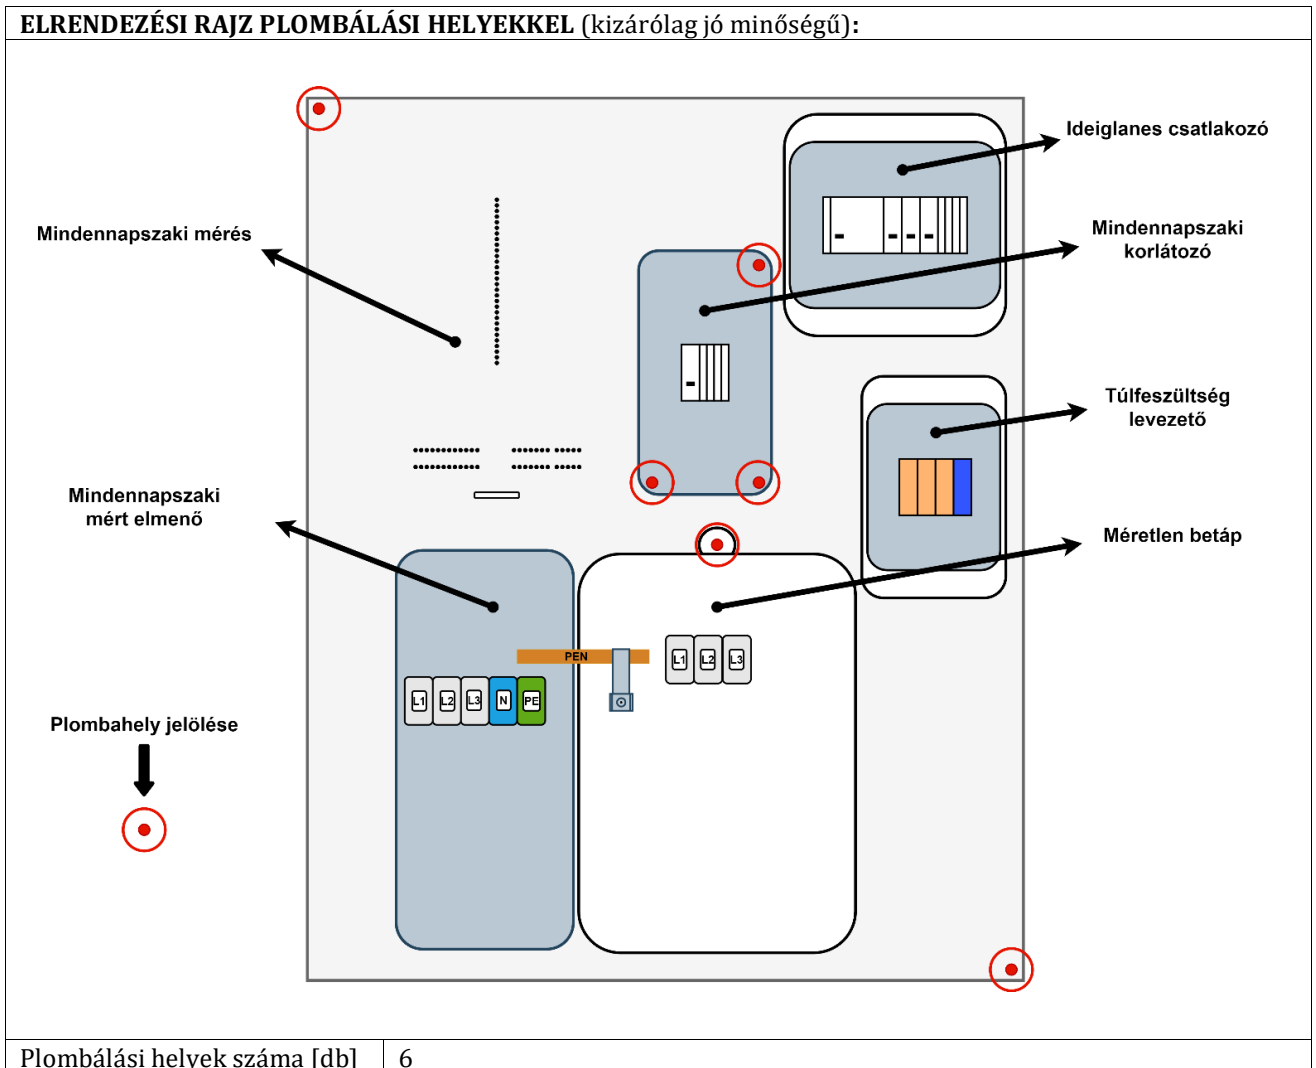 ELRENDEZÉSI RAJZ PLOMBÁLÁSI HELYEKKEL (kizárólag jó minőségű):
Ideiglanes csatlakozó
Mindennapszaki mérés
Mindennapszaki
korlátozó
Túlfeszültség
levezető
Mindennapszaki
mért elmenő
Méretlen betáp
PEN
L1 L2 L3
L1 L2 L3 N PE
Plombahely jelölése
Plombálási helyek száma [db] 6